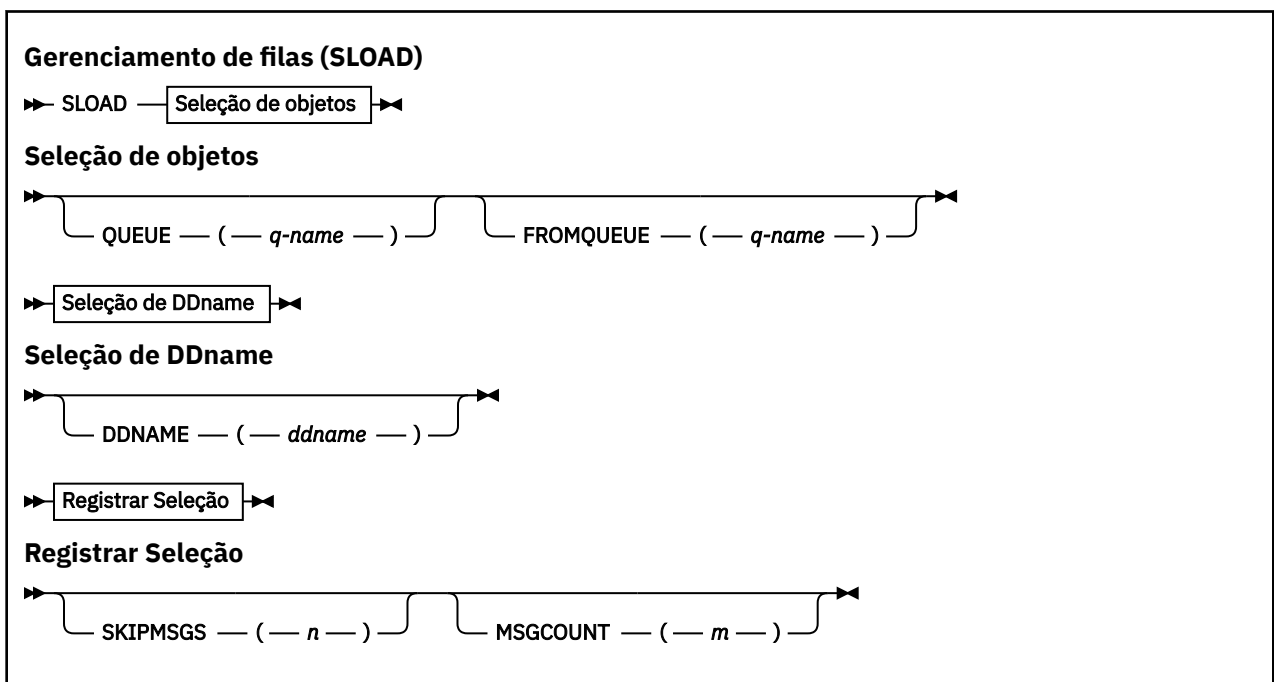 Gerenciamento de filas (SLOAD)
SLOAD Seleção de objetos
Seleção de objetos
QUEUE ( q-name ) FROMQUEUE ( q-name )
Seleção de DDname
Seleção de DDname
DDNAME ( ddname )
Registrar Seleção
Registrar Seleção
SKIPMSGS ( n ) MSGCOUNT ( m )